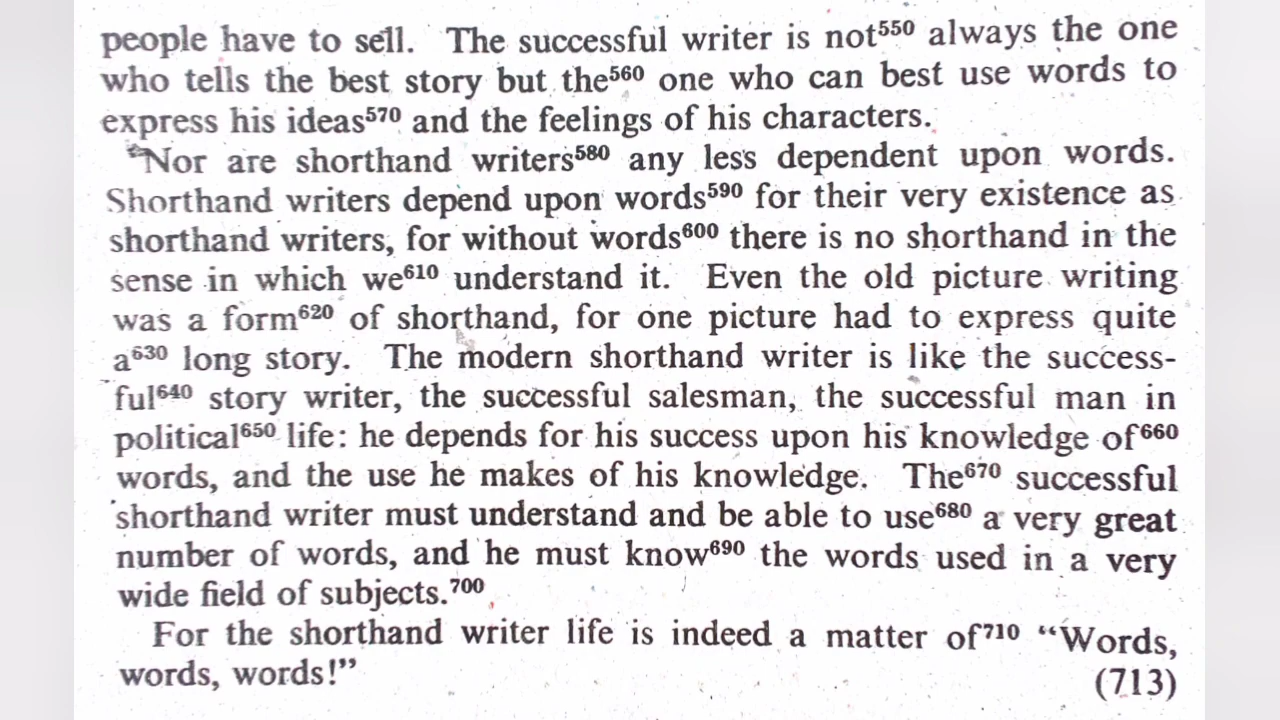 people have to sell. The successful writer is not550 always the one
who tells the best story but the560 one who can best use words to
express his ideas570 and the feelings of his characters.
Nor are shorthand writers580 any less dependent upon words.
Shorthand writers depend upon words590 for their very existence as
shorthand writers, for without words600 there is no shorthand in the
sense in which we610 understand it. Even the old picture writing
was a form620 of shorthand, for one picture had to express quite
a630 long story. The modern shorthand writer is like the success-
ful640 story writer, the successful salesman, the successful man in
political650 life: he depends for his success upon his knowledge of660
words, and the use he makes of his knowledge. The670 successful
shorthand writer must understand and be able to use680 a very great
number of words, and he must know690 the words used in a very
wide field of subjects.700
For the shorthand writer life is indeed a matter of710 “Words,
words, words!” (713)